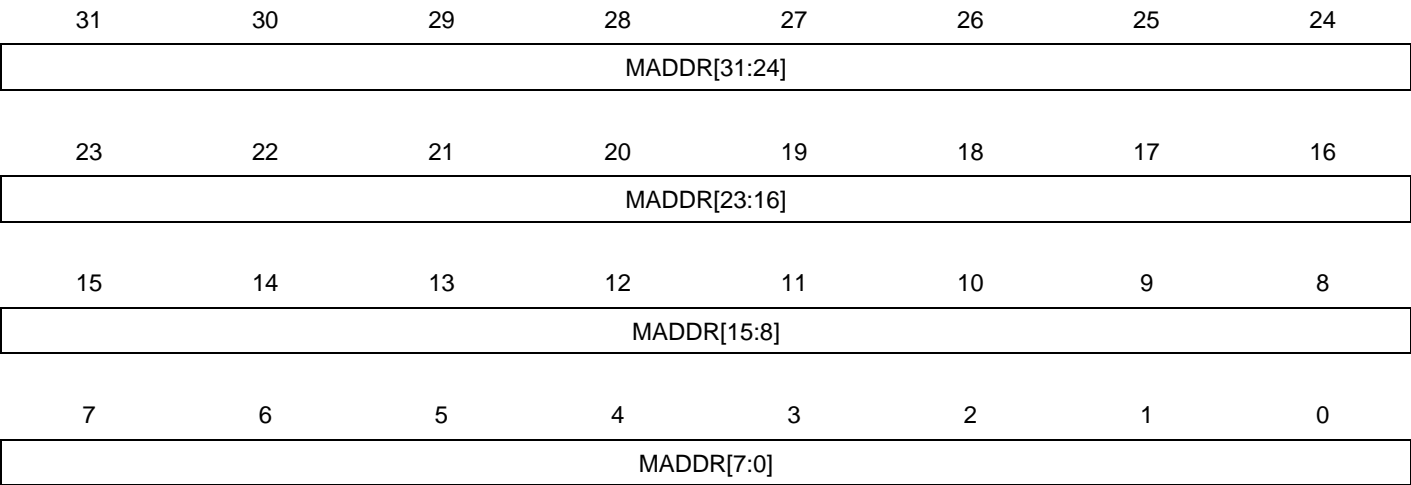 31 30 29 28 27 26 25 24
MADDR[31:24]
23 22 21 20 19 18 17 16
MADDR[23:16]
15 14 13 12 11 10 9 8
MADDR[15:8]
7 6 5 4 3 2 1 0
MADDR[7:0]